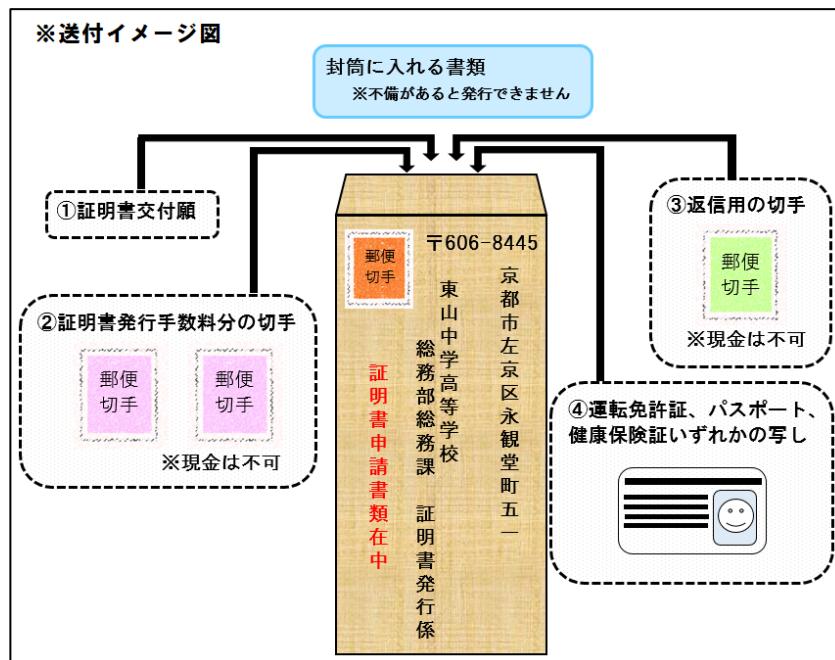 ※送付イメージ図
封筒に入れる書類
※不備があると発行できません
①証明書交付願
②証明書発行手数料分の切手
郵便
切手
郵便
切手
※現金は不可
郵便
切手
〒606-8445
京都市左京区永観堂町五一
東山中学高等学校
総務部総務課 証明書発行係
証明書申請書類在中
③返信用の切手
郵便
切手
※現金は不可
④運転免許証、パスポート、
健康保険証いずれかの写し